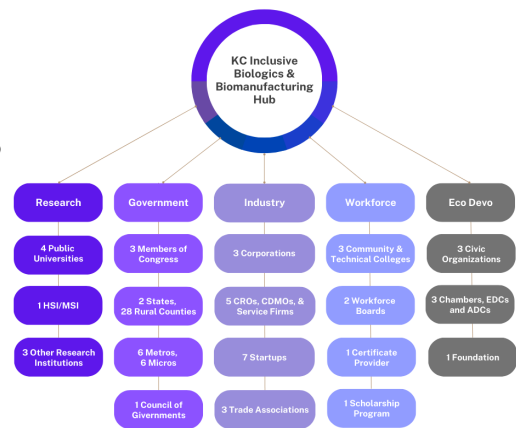 KC Inclusive
Biologics &
Biomanufacturing
Hub
Research
Government
Industry
Workforce
Eco Devo
4 Public
Universities
3 Members of
Congress
3 Corporations
3 Community &
Technical Colleges
3 Civic
Organizations
1 HSI/MSI
2 States,
28 Rural Counties
5 CROs, CDMOs, &
Service Firms
2 Workforce
Boards
3 Chambers, EDCs
and ADCs
3 Other Research
Institutions
6 Metros,
6 Micros
7 Startups
1 Certificate
Provider
1 Foundation
1 Council of
Givernments
3 Trade Associations
1 Scholarship
Program